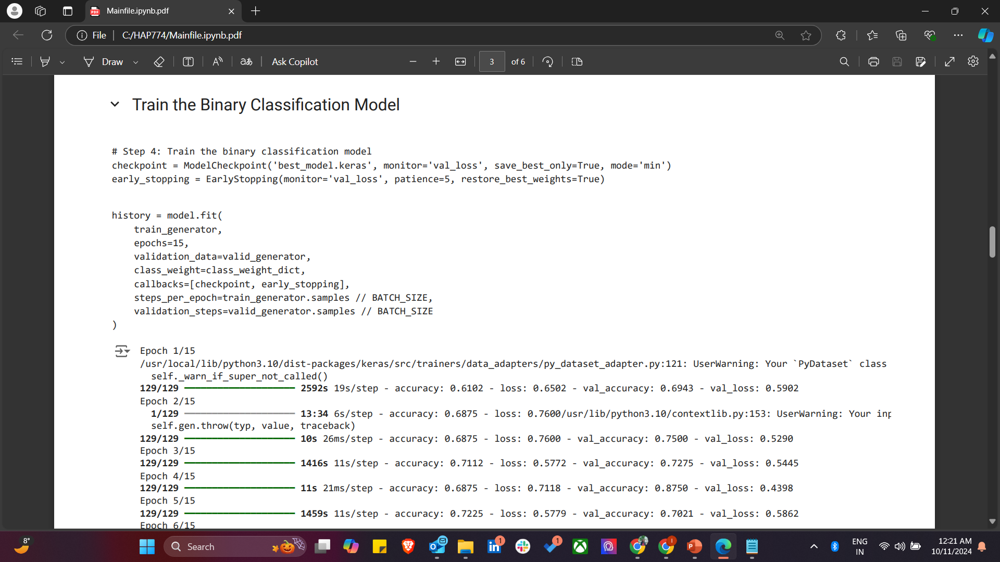 Mainfile.ipynb.pdf
File
C:/HAP774/Mainfile.ipynb.pdf
Draw
aあ
Ask Copilot
3
of 6
Train the Binary Classification Model
# Step 4: Train the binary classification model
checkpoint = ModelCheckpoint('best_model.keras', monitor='val_loss', save_best_only=True, mode='min')
early_stopping = EarlyStopping(monitor='val_loss', patience=5, restore_best_weights=True)
history = model.fit(
    train_generator,
    epochs=15,
    validation_data=valid_generator,
    class_weight=class_weight_dict,
    callbacks=[checkpoint, early_stopping],
    steps_per_epoch=train_generator.samples // BATCH_SIZE,
    validation_steps=valid_generator.samples // BATCH_SIZE
)
Epoch 1/15
/usr/local/lib/python3.10/dist-packages/keras/src/trainers/data_adapters/py_dataset_adapter.py:121: UserWarning: Your `PyDataset` class
  self._warn_if_super_not_called()
129/129 2592s 19s/step - accuracy: 0.6102 - loss: 0.6502 - val_accuracy: 0.6943 - val_loss: 0.5902
Epoch 2/15
  1/129 13:34 6s/step - accuracy: 0.6875 - loss: 0.7600/usr/lib/python3.10/contextlib.py:153: UserWarning: Your inp
  self.gen.throw(typ, value, traceback)
129/129 10s 26ms/step - accuracy: 0.6875 - loss: 0.7600 - val_accuracy: 0.7500 - val_loss: 0.5290
Epoch 3/15
129/129 1416s 11s/step - accuracy: 0.7112 - loss: 0.5772 - val_accuracy: 0.7275 - val_loss: 0.5445
Epoch 4/15
129/129 11s 21ms/step - accuracy: 0.6875 - loss: 0.7118 - val_accuracy: 0.8750 - val_loss: 0.4398
Epoch 5/15
129/129 1459s 11s/step - accuracy: 0.7225 - loss: 0.5779 - val_accuracy: 0.7021 - val_loss: 0.5862
Epoch 6/15
8°
Search
1
1
ENG
IN
12:21 AM
10/11/2024